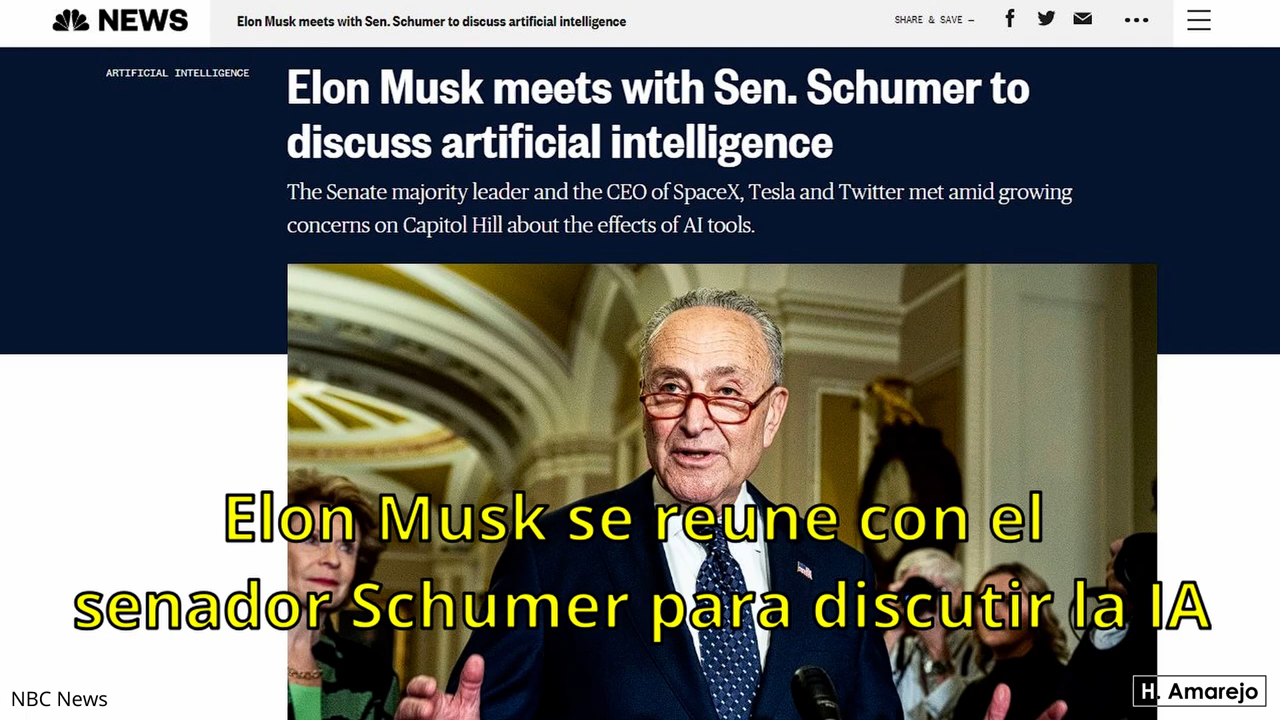 NEWS
Elon Musk meets with Sen. Schumer to discuss artificial intelligence
SHARE & SAVE —
ARTIFICIAL INTELLIGENCE
Elon Musk meets with Sen. Schumer to
discuss artificial intelligence
The Senate majority leader and the CEO of SpaceX, Tesla and Twitter met amid growing
concerns on Capitol Hill about the effects of AI tools.
Elon Musk se reune con el
senador Schumer para discutir la IA
NBC News
H. Amarejo